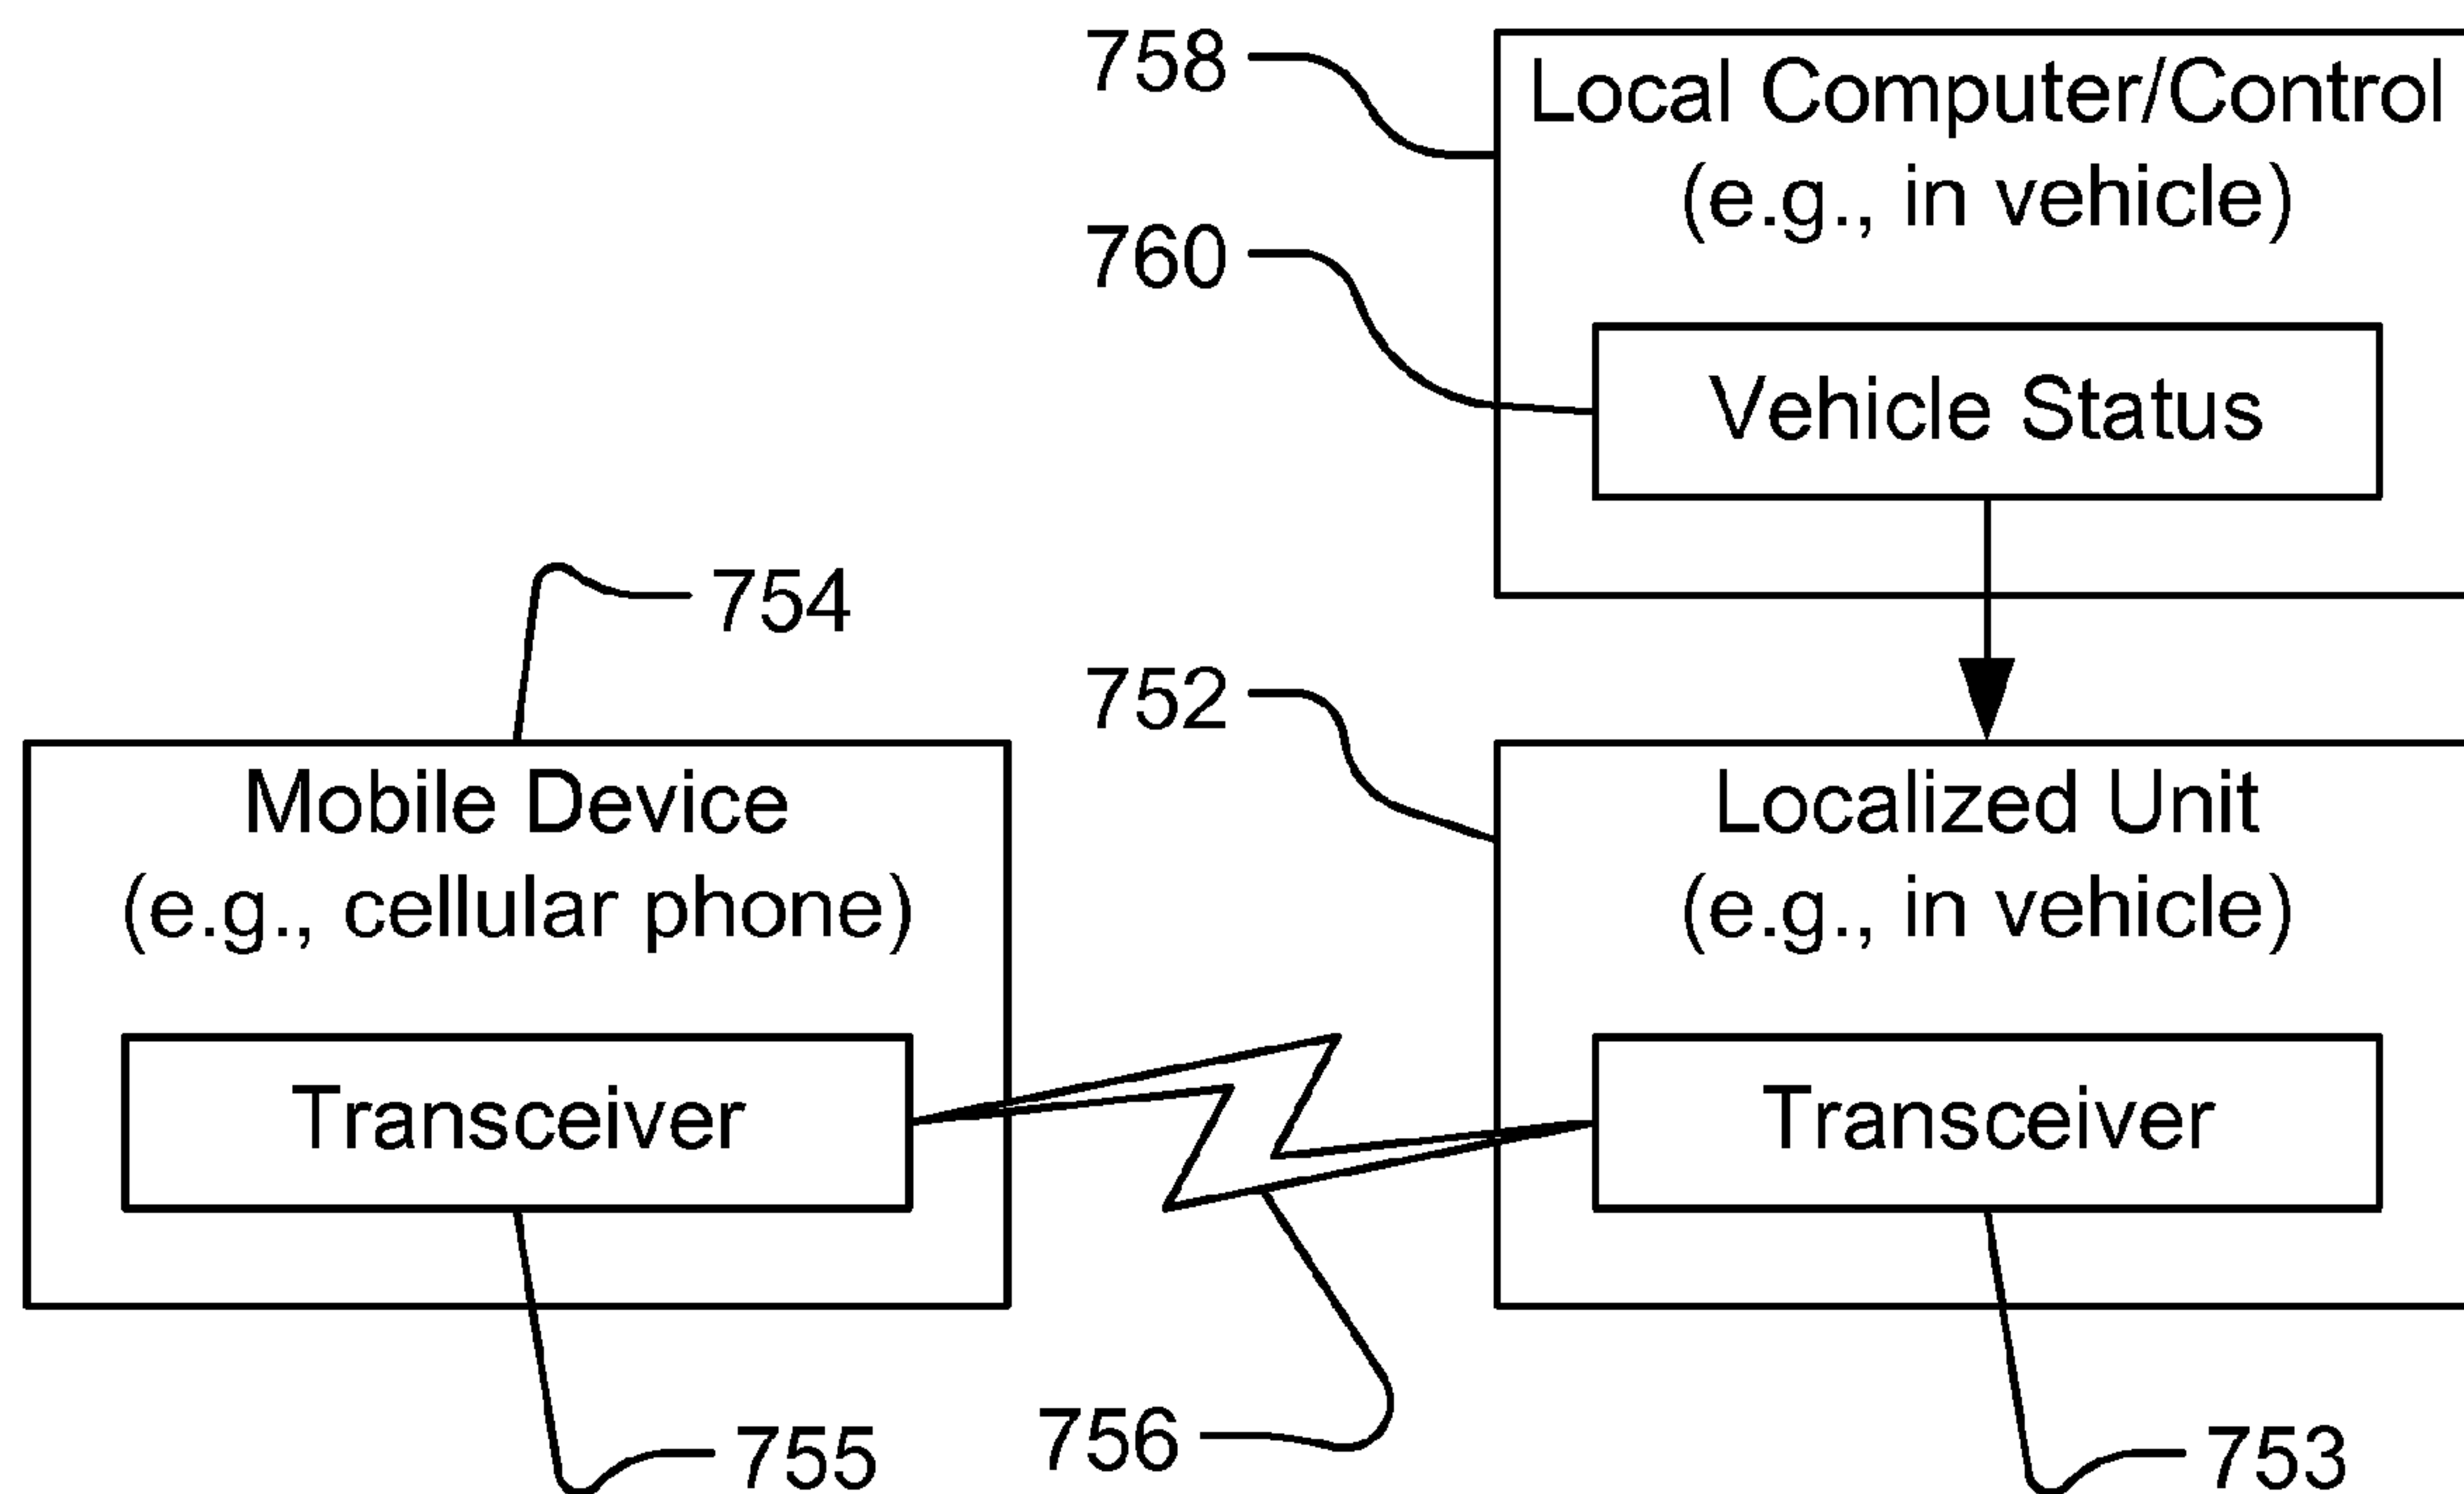 758
Local Computer/Control
(e.g., in vehicle)
760
Vehicle Status
754
752
Mobile Device
(e.g., cellular phone)
Localized Unit
(e.g., in vehicle)
Transceiver
Transceiver
755
756
753